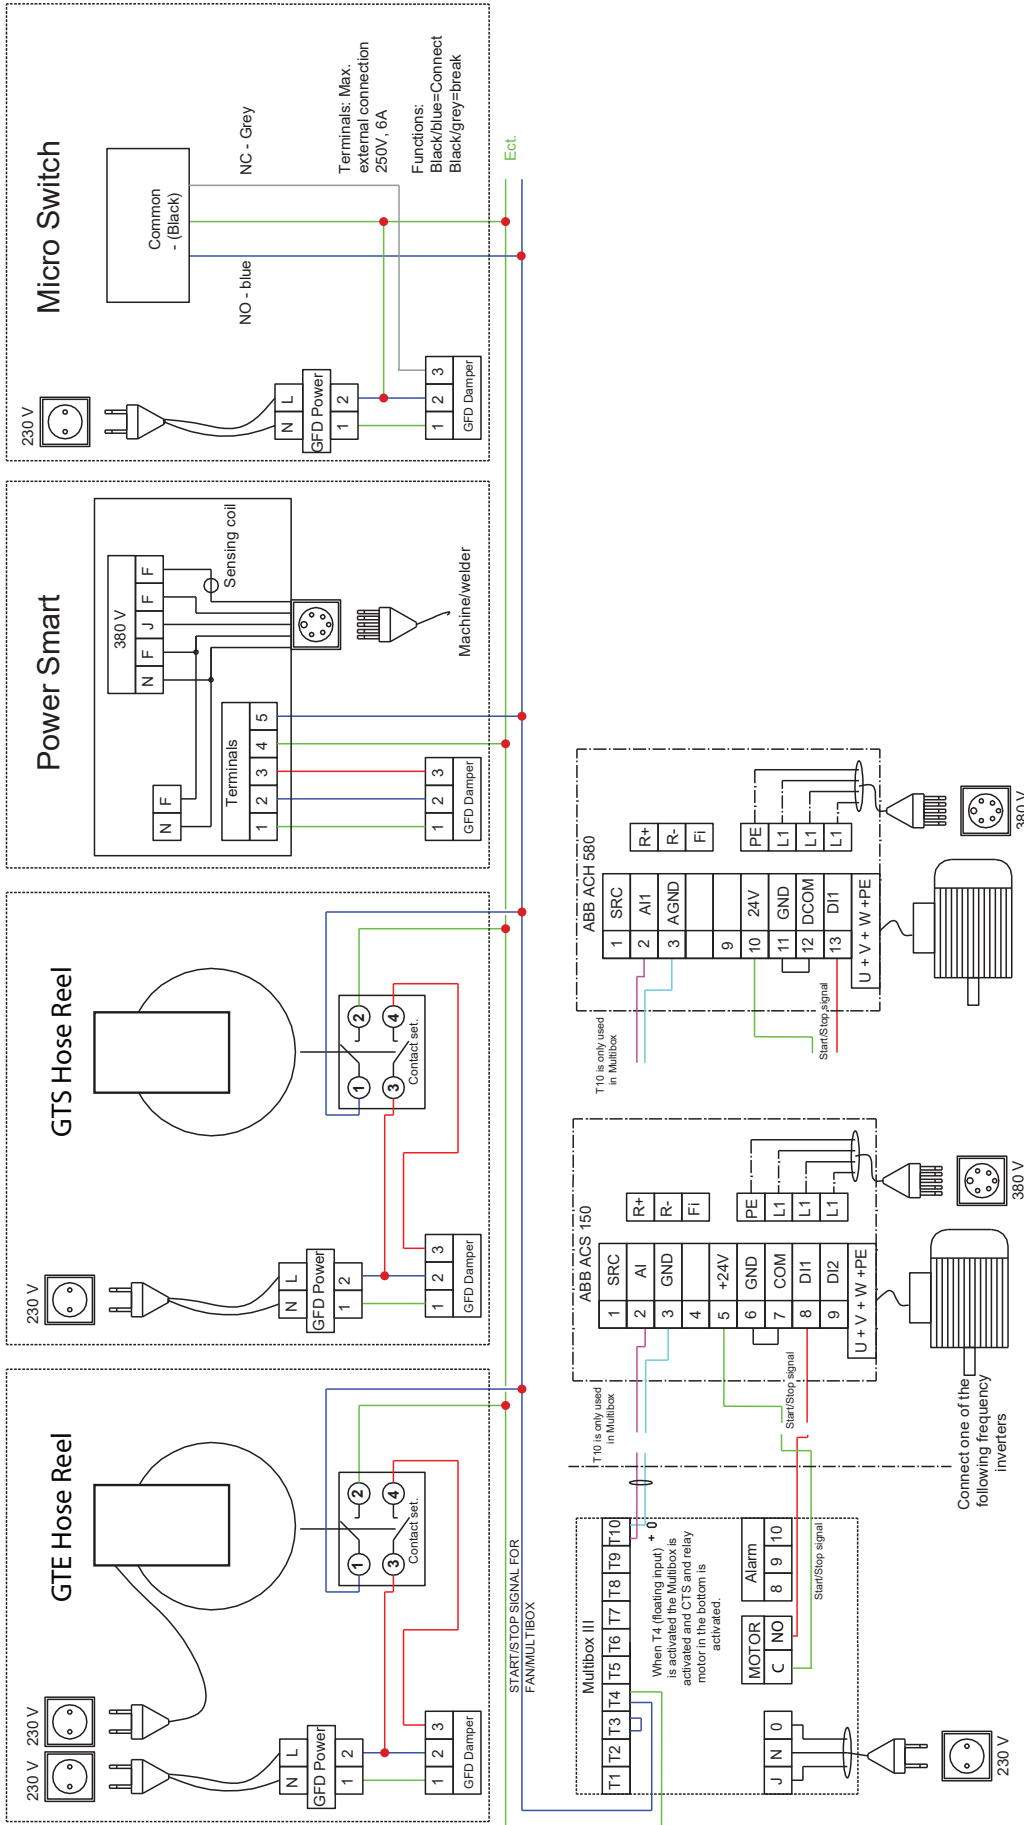 GTE Hose Reel
230 V
230 V
N
L
GFD Power
1
2
1
2
3
GFD Damper
1
2
3
4
Contact set.
GTS Hose Reel
230 V
N
L
GFD Power
1
2
1
2
3
GFD Damper
1
2
3
4
Contact set.
Power Smart
380 V
N
F
J
F
F
N
F
Sensing coil
Terminals
1
2
3
4
5
1
2
3
GFD Damper
Machine/welder
Micro Switch
230 V
Common
- (Black)
NO - blue
NC - Grey
N
L
GFD Power
1
2
1
2
3
GFD Damper
Terminals: Max.
external connection
250V, 6A
Functions:
Black/blue=Connect
Black/grey=break
Ect.
START/STOP SIGNAL FOR
FAN/MULTIBOX
Multibox III
T1
T2
T3
T4
T5
T6
T7
T8
T9
T10
+
0
When T4 (floating input)
is activated the Multibox is
activated and CTS and relay
motor in the bottom is
activated.
MOTOR
C
NO
Alarm
8
9
10
J
N
0
Start/Stop signal
230 V
Connect one of the
following frequency
inverters
T10 is only used
in Multibox
ABB ACS 150
1
SRC
2
AI
3
GND
4
5
+24V
6
GND
7
COM
8
DI1
9
DI2
U + V + W +PE
R+
R-
Fi
PE
L1
L1
L1
Start/Stop signal
380 V
T10 is only used
in Multibox
ABB ACH 580
1
SRC
2
AI1
3
AGND
9
10
24V
11
GND
12
DCOM
13
DI1
U + V + W +PE
R+
R-
Fi
PE
L1
L1
L1
Start/Stop signal
380 V